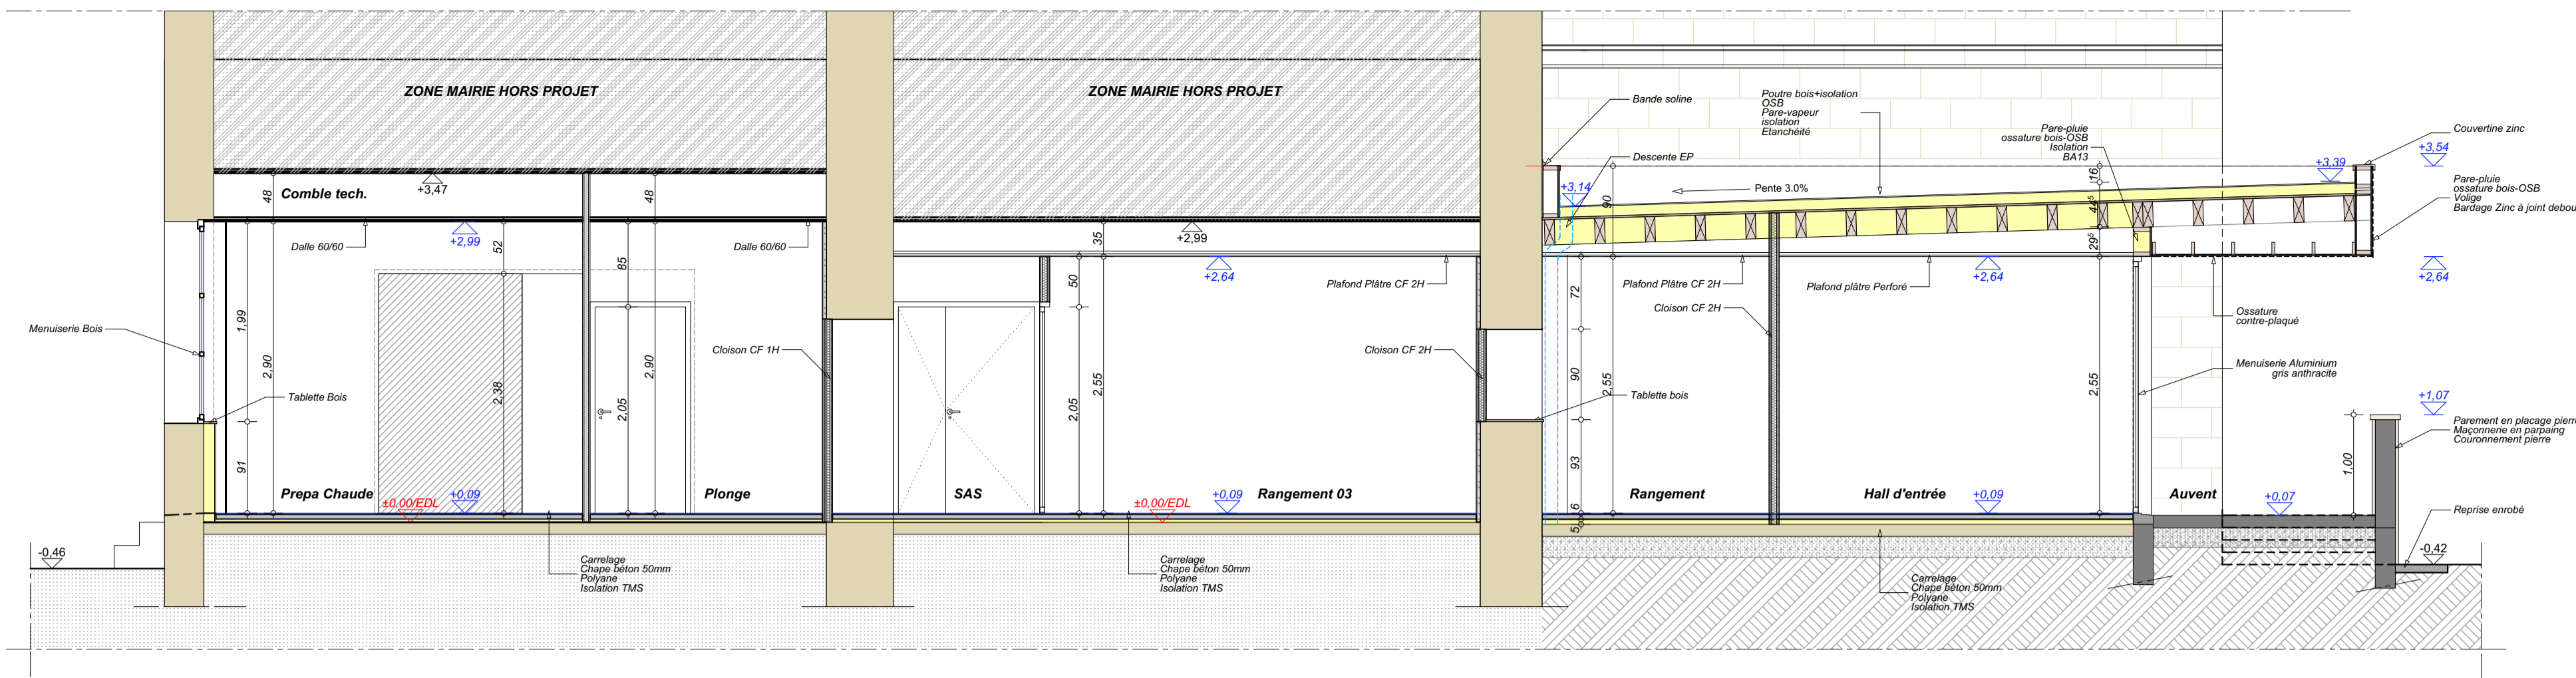 ZONE MAIRIE HORS PROJET
ZONE MAIRIE HORS PROJET
Bande soline
Poutre bois+isolation
OSB
Pare-vapeur
isolation
Etanchéité
Pare-pluie
ossature bois-OSB
Isolation
BA13
Couvertine zinc
+3,54
+3,39
Descente EP
Pare-pluie
ossature bois-OSB
Volige
Bardage Zinc à joint debou
Pente 3.0%
+3,14
90
16
44⁵
29⁵
48
Comble tech.
+3,47
48
Dalle 60/60
+2,99
52
Dalle 60/60
85
35
+2,99
+2,64
50
Plafond Plâtre CF 2H
Plafond Plâtre CF 2H
Plafond plâtre Perforé
+2,64
+2,64
72
Cloison CF 2H
Ossature
contre-plaqué
Menuiserie Bois
1,99
2,90
2,38
2,05
2,90
Cloison CF 1H
2,05
2,55
Cloison CF 2H
90
2,55
2,55
Menuiserie Aluminium
gris anthracite
Tablette Bois
Tablette bois
+1,07
Parement en placage pierre
Maçonnerie en parpaing
Couronnement pierre
91
93
1,00
Prepa Chaude
±0,00/EDL
+0,09
Plonge
SAS
±0,00/EDL
+0,09
Rangement 03
Rangement
Hall d'entrée
+0,09
Auvent
+0,07
6
5
Reprise enrobé
-0,46
-0,42
Carrelage
Chape béton 50mm
Polyane
Isolation TMS
Carrelage
Chape béton 50mm
Polyane
Isolation TMS
Carrelage
Chape béton 50mm
Polyane
Isolation TMS